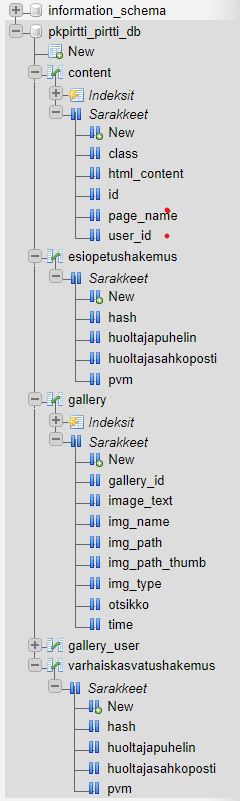 information_schema
pkpirtti_pirtti_db
New
content
Indeksit
Sarakkeet
New
class
html_content
id
page_name
user_id
esiopetushakemus
Sarakkeet
New
hash
huoltajapuhelin
huoltajasahkoposti
pvm
gallery
Indeksit
Sarakkeet
New
gallery_id
image_text
img_name
img_path
img_path_thumb
img_type
otsikko
time
gallery_user
varhaiskasvatushakemus
Sarakkeet
New
hash
huoltajapuhelin
huoltajasahkoposti
pvm